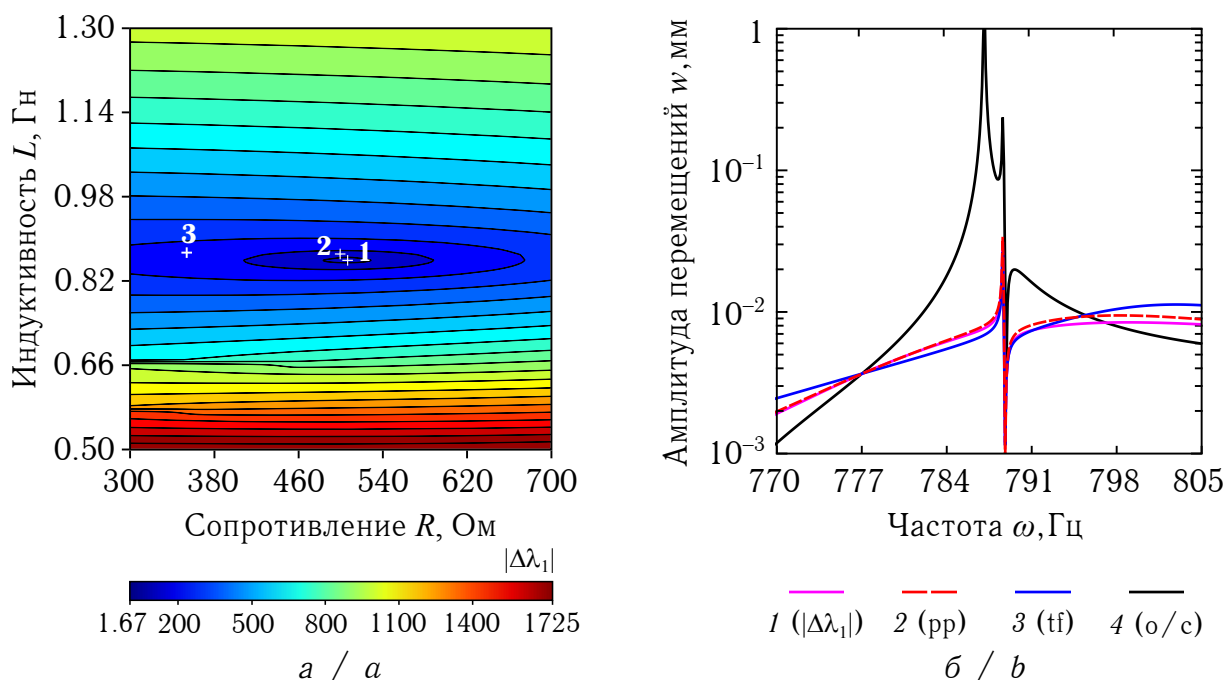 Индуктивность L, Гн
1.30
1.14
0.98
0.82
0.66
0.50
3
2
1
300 380 460 540 620 700
Сопротивление R, Ом
|Δλ₁|
1.67 200 500 800 1100 1400 1725
а / a
Амплитуда перемещений w, мм
1
10⁻¹
10⁻²
10⁻³
770 777 784 791 798 805
Частота ω, Гц
1 (|Δλ₁|) 2 (pp) 3 (tf) 4 (o/c)
б / b